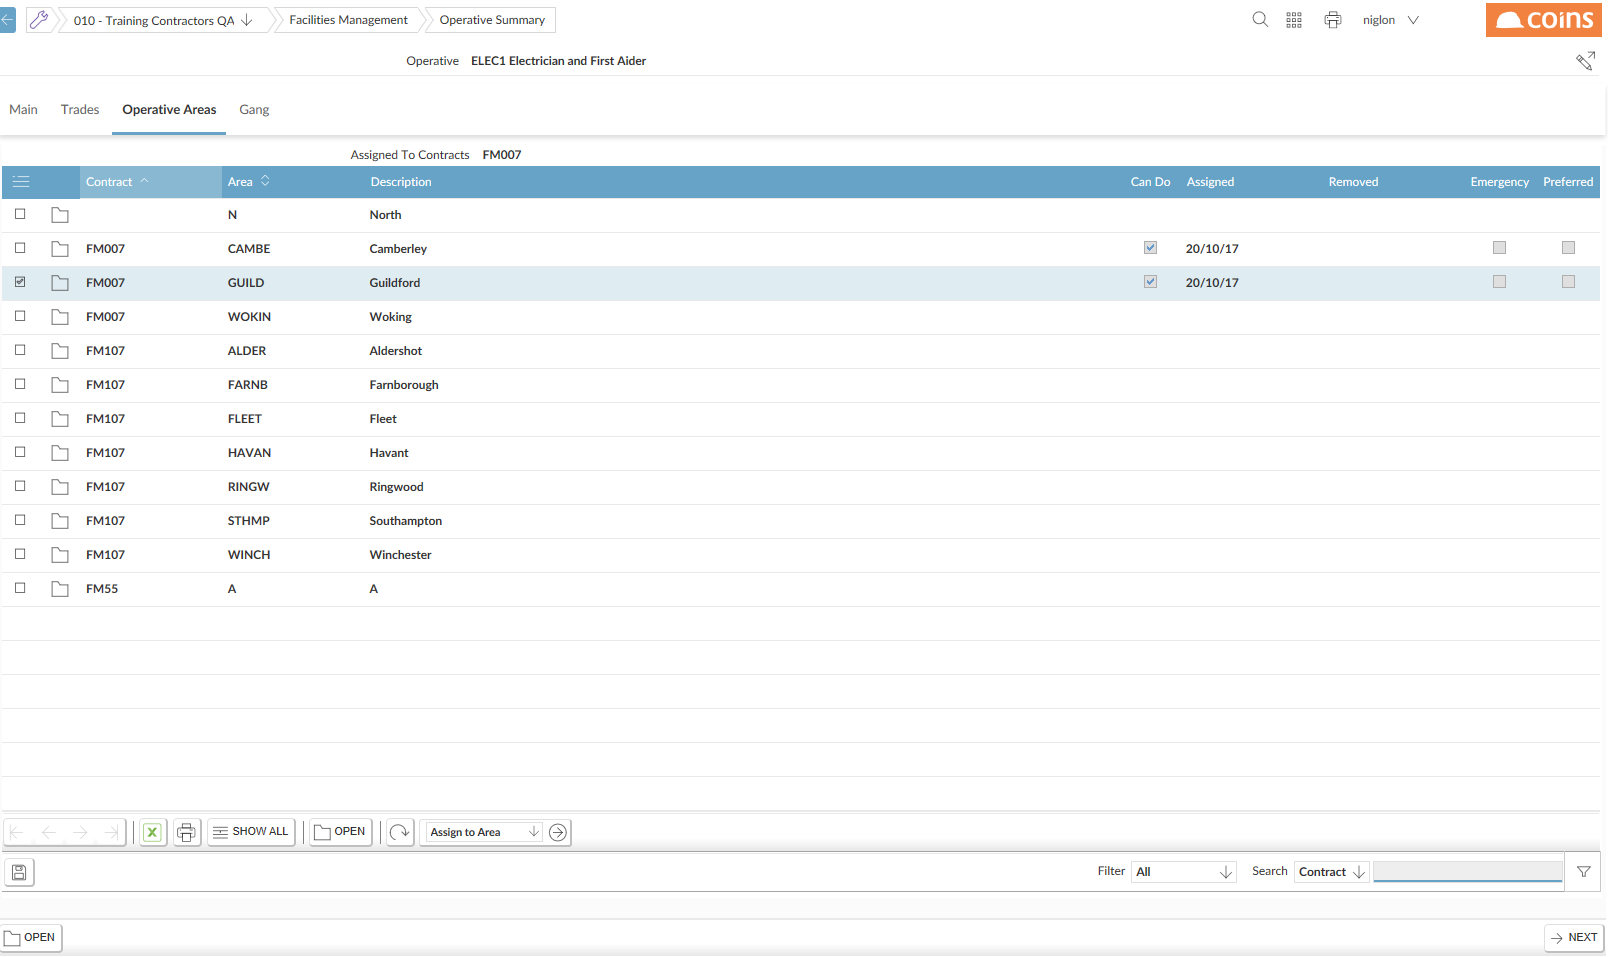 010 - Training Contractors QA Facilities Management Operative Summary niglon coins
Operative ELEC1 Electrician and First Aider
Main Trades Operative Areas Gang
Assigned To Contracts FM007
Contract Area Description Can Do Assigned Removed Emergency Preferred
N North
FM007 CAMBE Camberley 20/10/17
FM007 GUILD Guildford 20/10/17
FM007 WOKIN Woking
FM107 ALDER Aldershot
FM107 FARNB Farnborough
FM107 FLEET Fleet
FM107 HAVAN Havant
FM107 RINGW Ringwood
FM107 STHMP Southampton
FM107 WINCH Winchester
FM55 A A
X SHOW ALL OPEN Assign to Area
Filter All Search Contract
OPEN NEXT